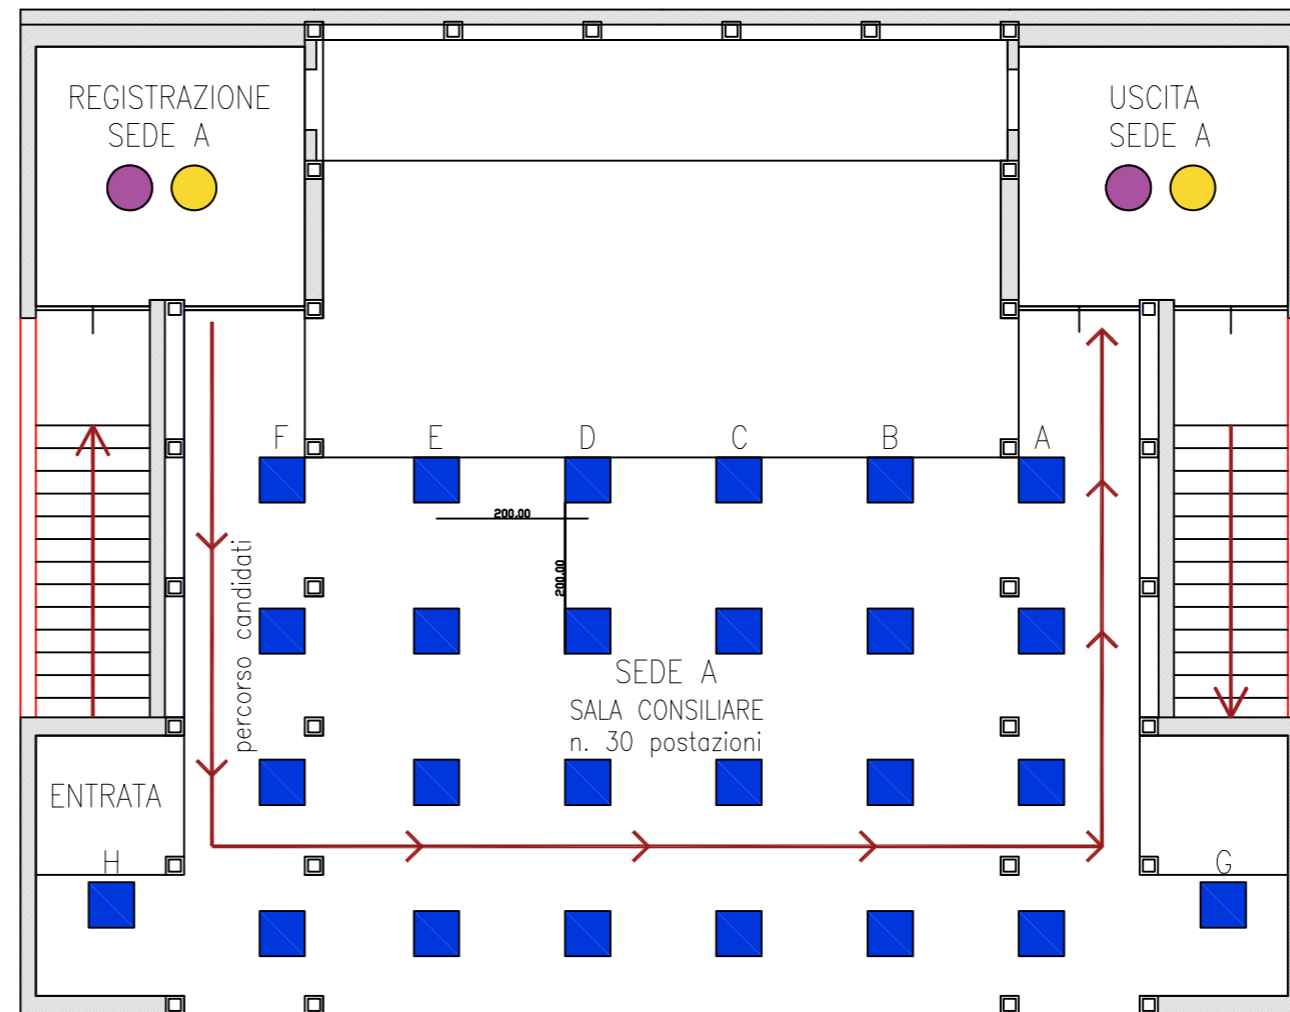 REGISTRAZIONE
SEDE A
USCITA
SEDE A
F E D C B A
200,00
200,00
percorso candidati
SEDE A
SALA CONSILIARE
n. 30 postazioni
ENTRATA
H
G